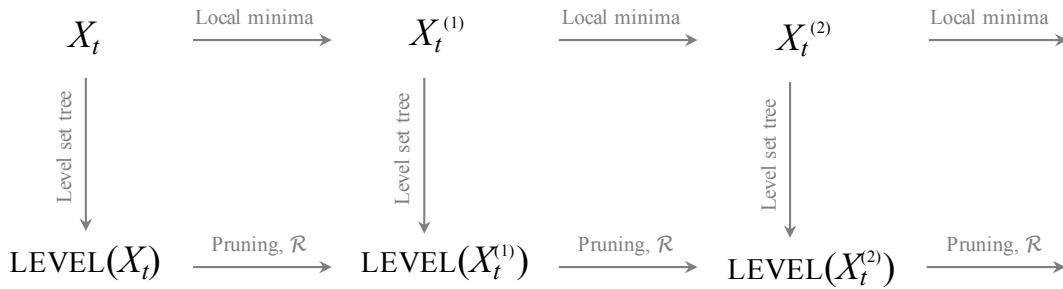 Local minima Local minima Local minima
X_t X_t^(1) X_t^(2)
Level set tree Level set tree Level set tree
Pruning, ℛ Pruning, ℛ Pruning, ℛ
LEVEL(X_t) LEVEL(X_t^(1)) LEVEL(X_t^(2))